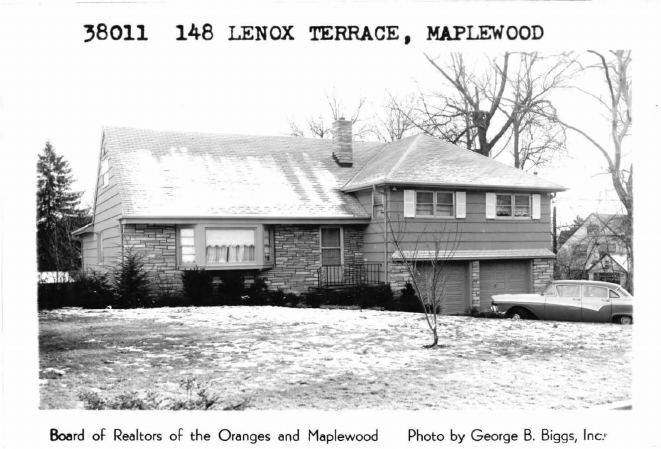 38011 148 LENOX TERRACE, MAPLEWOOD
Board of Realtors of the Oranges and Maplewood Photo by George B. Biggs, Inc.